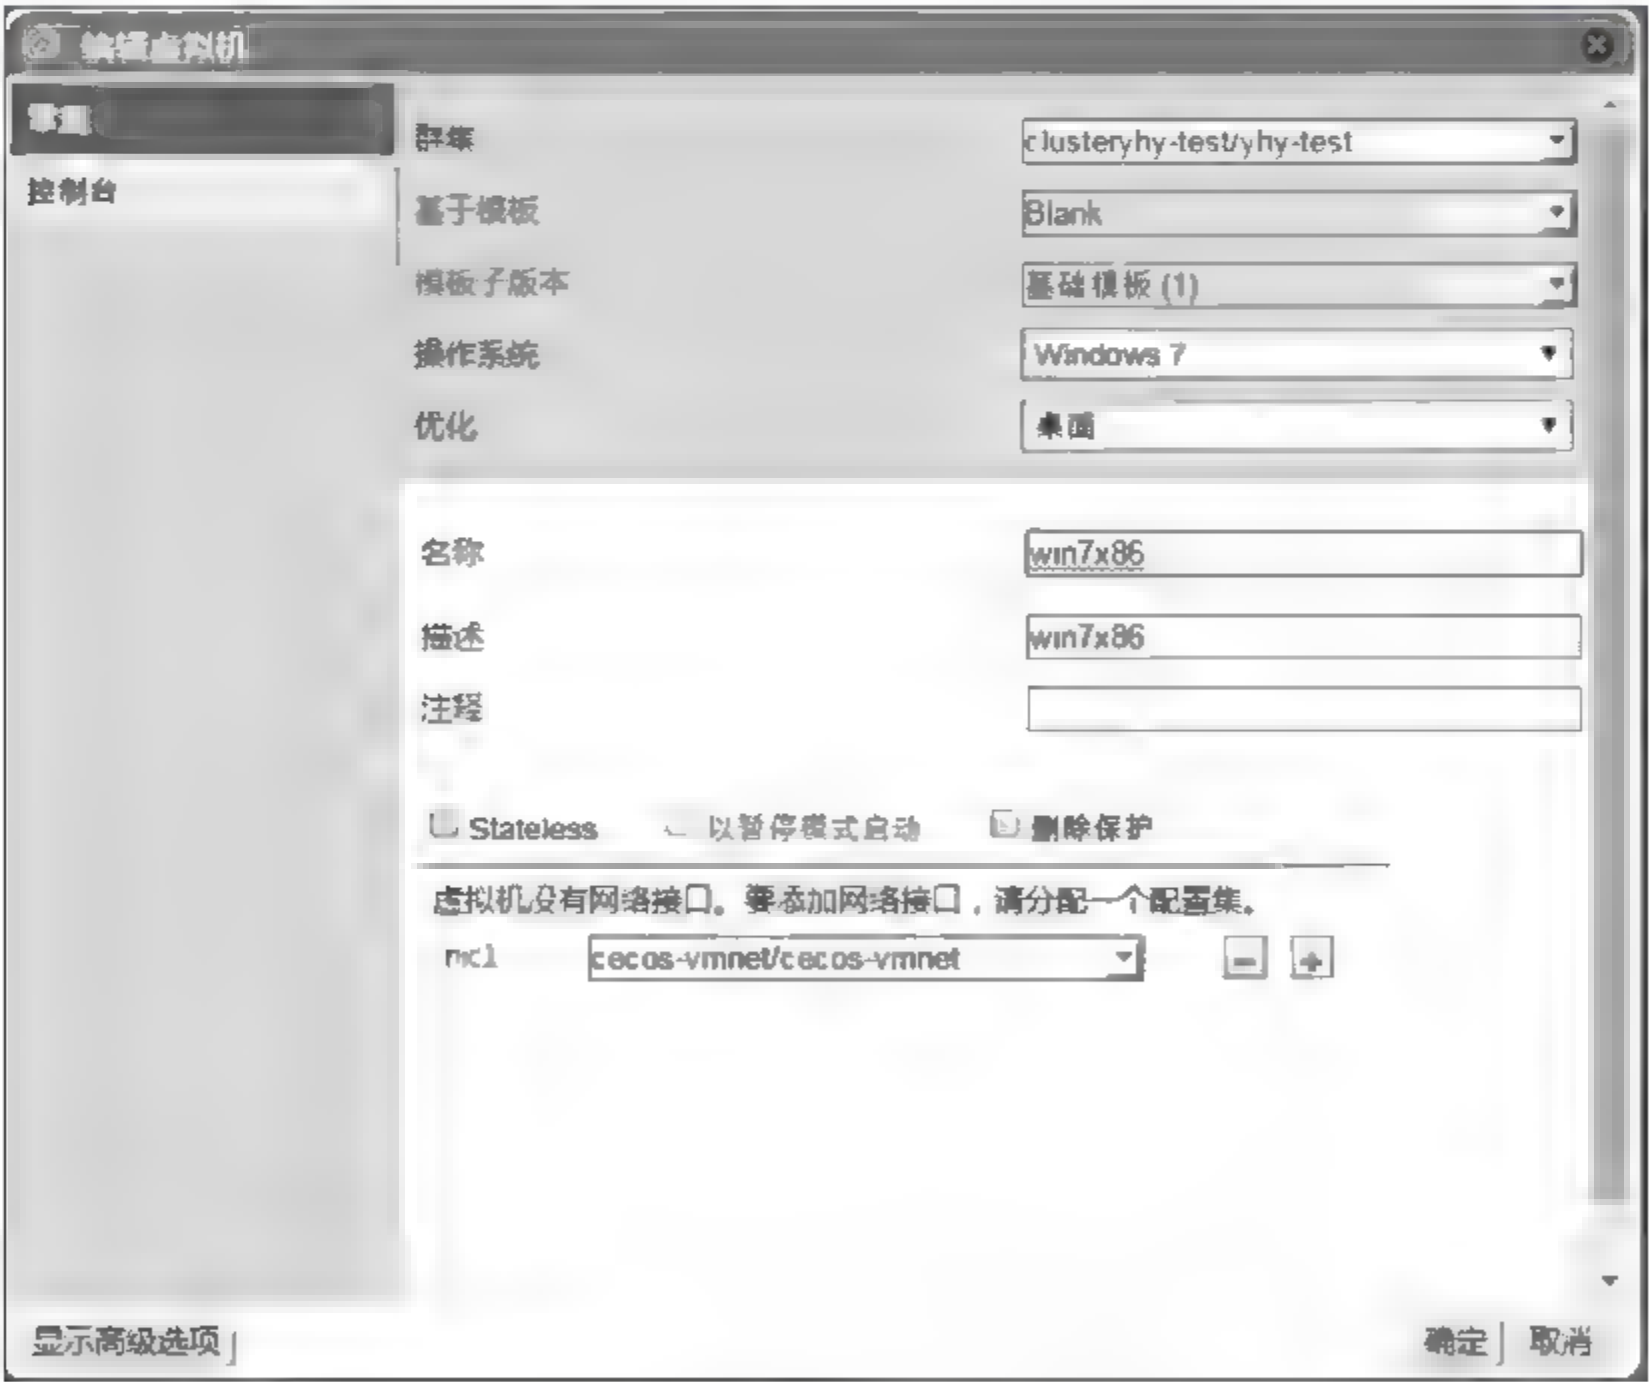 编辑虚拟机
常规
控制台
群集 clusteryhy-test/yhy-test
基于模板 Blank
模板子版本 基础模板 (1)
操作系统 Windows 7
优化 桌面
名称 win7x86
描述 win7x86
注释
Stateless 以暂停模式启动 删除保护
虚拟机没有网络接口。要添加网络接口，请分配一个配置集。
cecos-vmnet/cecos-vmnet
显示高级选项 确定 取消